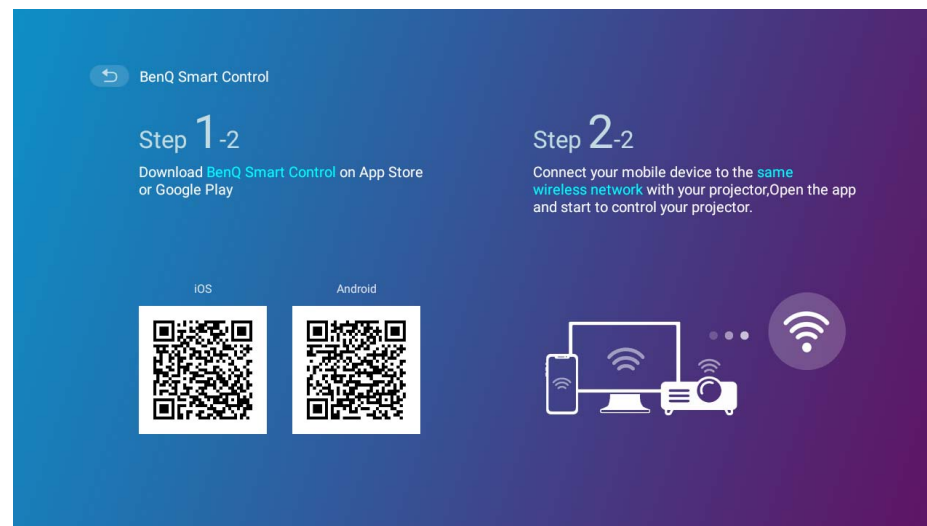 BenQ Smart Control
Step 1-2
Download BenQ Smart Control on App Store
or Google Play
Step 2-2
Connect your mobile device to the same
wireless network with your projector,Open the app
and start to control your projector.
iOS
Android